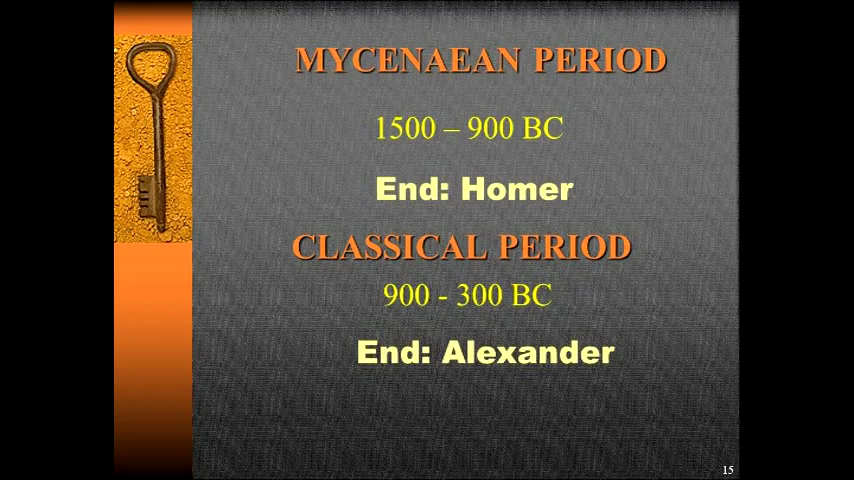 MYCENAEAN PERIOD
1500 – 900 BC
End: Homer
CLASSICAL PERIOD
900 - 300 BC
End: Alexander
15